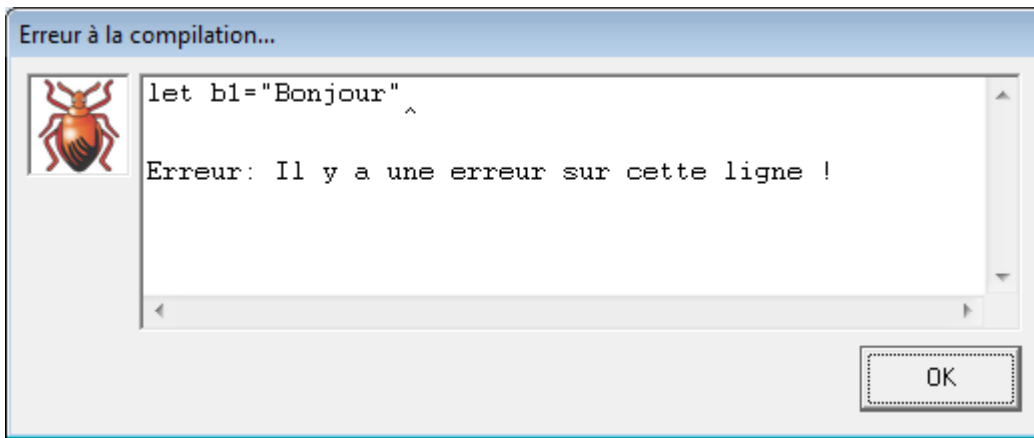 Erreur à la compilation...
let b1="Bonjour"^
Erreur: Il y a une erreur sur cette ligne !
OK